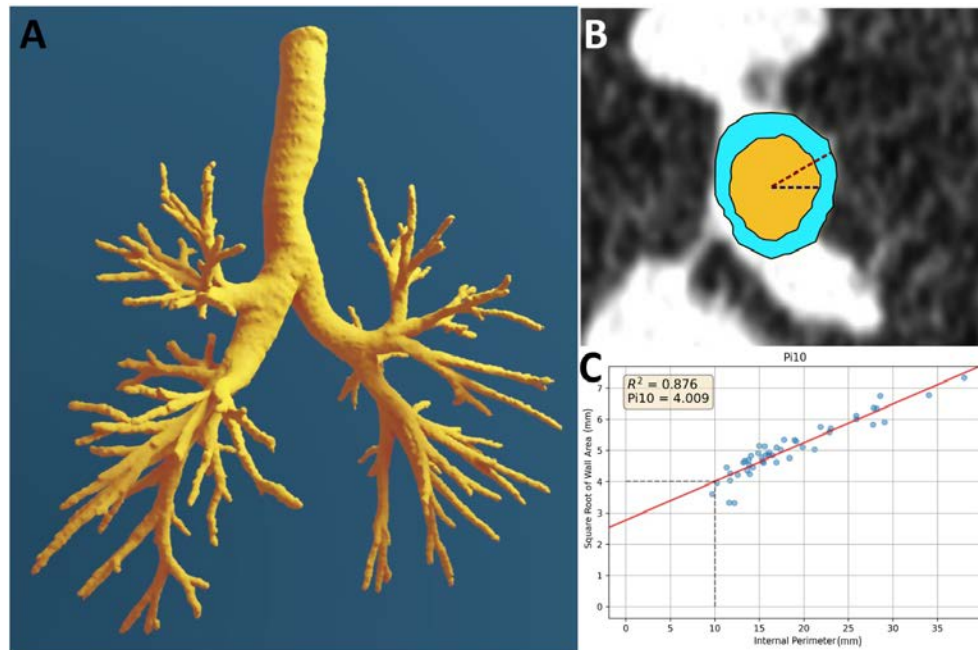 A
B
C
Pi10
R² = 0.876
Pi10 = 4.009
Square Root of Wall Area (mm)
7
6
5
4
3
2
1
0
0 5 10 15 20 25 30 35
Internal Perimeter (mm)